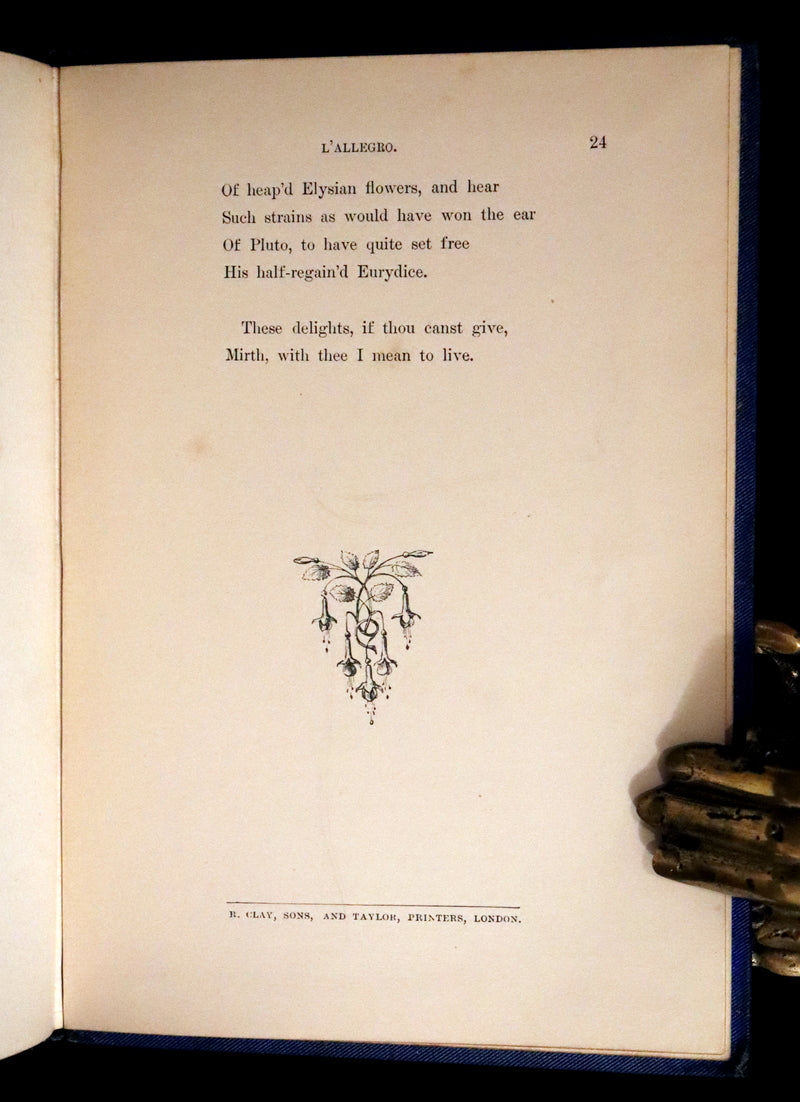 L'ALLEGRO. 24
Of heap'd Elysian flowers, and hear
Such strains as would have won the ear
Of Pluto, to have quite set free
His half-regain'd Eurydice.
These delights, if thou canst give,
Mirth, with thee I mean to live.
R. CLAY, SONS, AND TAYLOR, PRINTERS, LONDON.